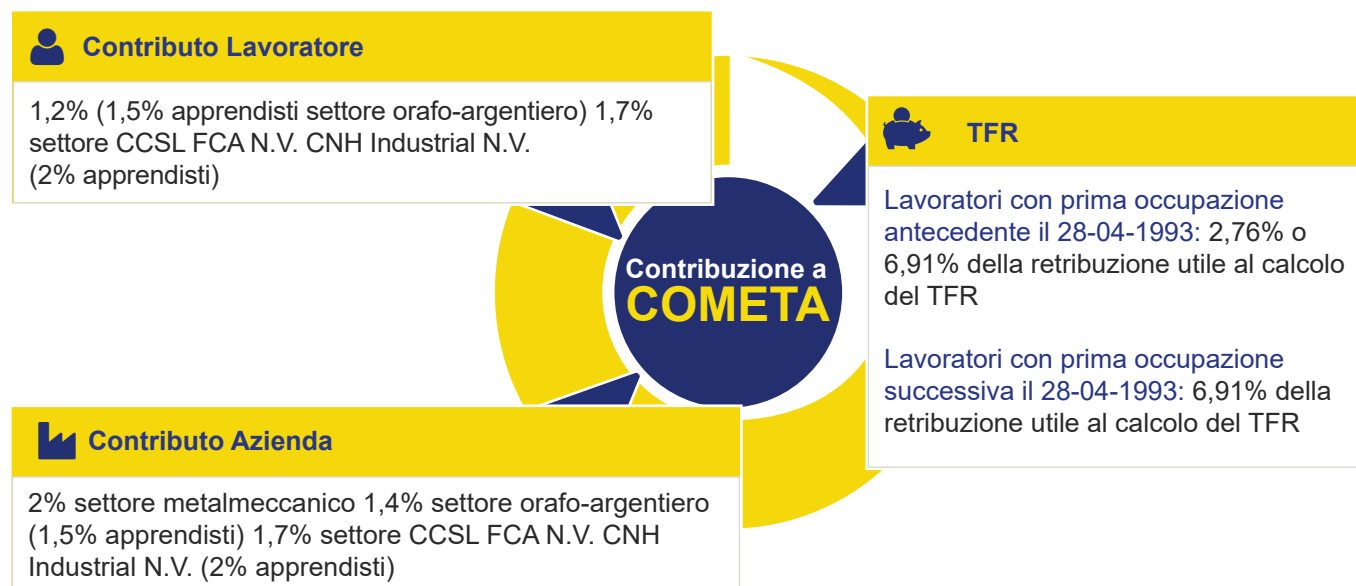 Contributo Lavoratore
1,2% (1,5% apprendisti settore orafo-argentiero) 1,7%
settore CCSL FCA N.V. CNH Industrial N.V.
(2% apprendisti)
TFR
Lavoratori con prima occupazione
antecedente il 28-04-1993: 2,76% o
6,91% della retribuzione utile al calcolo
del TFR
Lavoratori con prima occupazione
successiva il 28-04-1993: 6,91% della
retribuzione utile al calcolo del TFR
Contribuzione a
COMETA
Contributo Azienda
2% settore metalmeccanico 1,4% settore orafo-argentiero
(1,5% apprendisti) 1,7% settore CCSL FCA N.V. CNH
Industrial N.V. (2% apprendisti)